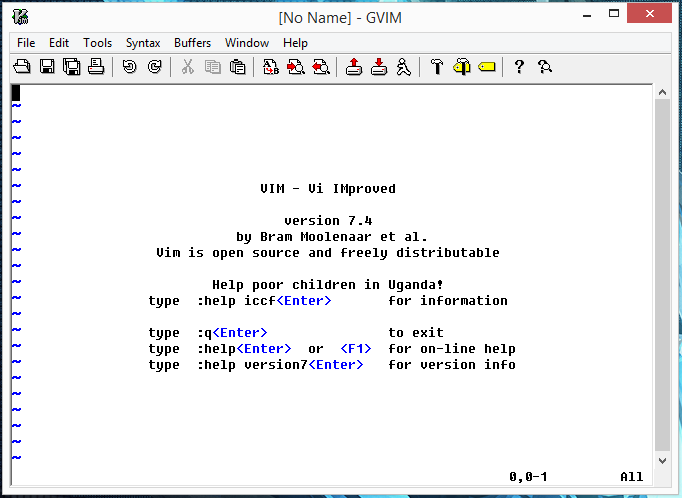 [No Name] - GVIM
File Edit Tools Syntax Buffers Window Help
~
~
~
~
~
~ VIM - Vi IMproved
~
~ version 7.4
~ by Bram Moolenaar et al.
~ Vim is open source and freely distributable
~
~ Help poor children in Uganda!
~ type :help iccf<Enter> for information
~
~ type :q<Enter> to exit
~ type :help<Enter> or <F1> for on-line help
~ type :help version7<Enter> for version info
~
~
~
~
~
~
0,0-1 All